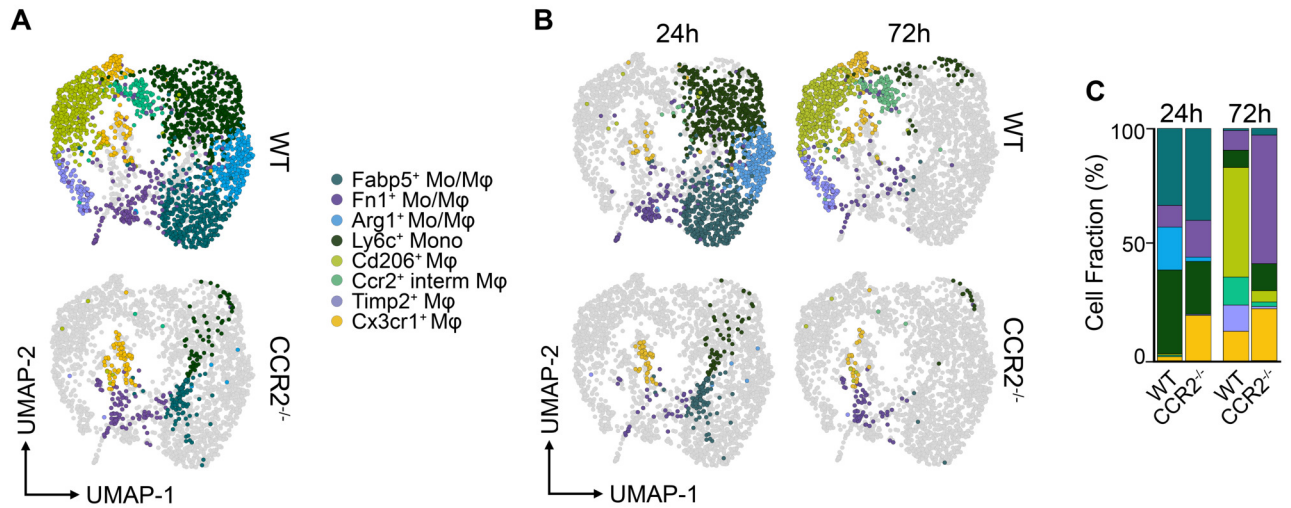 A
WT
CCR2-/-
UMAP-2
UMAP-1
Fabp5+ Mo/Mφ
Fn1+ Mo/Mφ
Arg1+ Mo/Mφ
Ly6c+ Mono
Cd206+ Mφ
Ccr2+ interm Mφ
Timp2+ Mφ
Cx3cr1+ Mφ
B
24h
72h
WT
CCR2-/-
UMAP-2
UMAP-1
C
24h
72h
Cell Fraction (%)
100
50
0
WT
CCR2-/-
WT
CCR2-/-